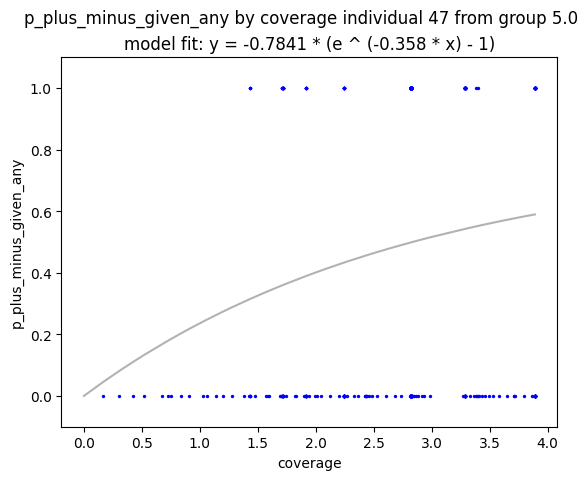 p_plus_minus_given_any by coverage individual 47 from group 5.0
model fit: y = -0.7841 * (e ^ (-0.358 * x) - 1)
1.0
0.8
0.6
0.4
0.2
0.0
p_plus_minus_given_any
0.0 0.5 1.0 1.5 2.0 2.5 3.0 3.5 4.0
coverage